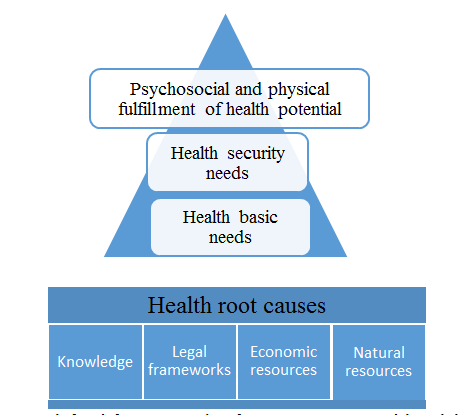 Psychosocial and physical
fulfillment of health potential
Health security
needs
Health basic
needs
Health root causes
Knowledge
Legal
frameworks
Economic
resources
Natural
resources